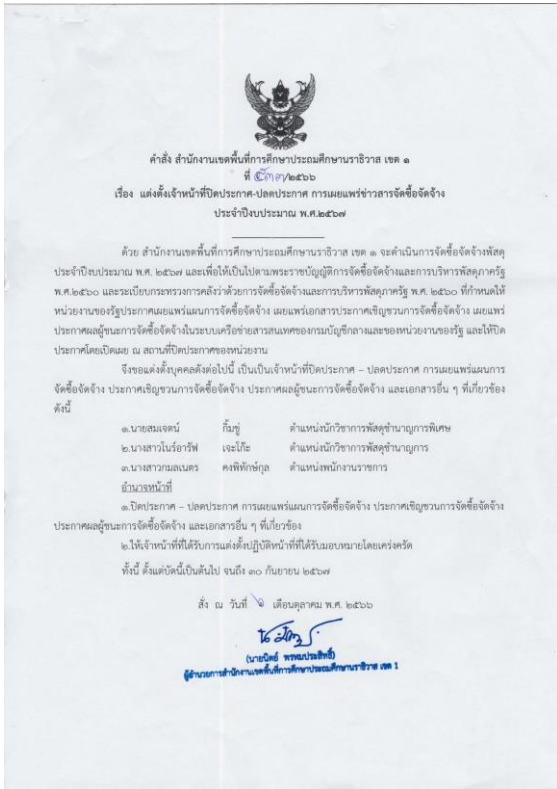 คำสั่ง สำนักงานเขตพื้นที่การศึกษาประถมศึกษานราธิวาส เขต ๑
ที่ ๕๓๓/๒๕๖๖
เรื่อง แต่งตั้งเจ้าหน้าที่ปิดประกาศ-ปลดประกาศ การเผยแพร่ข่าวสารจัดซื้อจัดจ้าง
ประจำปีงบประมาณ พ.ศ.๒๕๖๗
ด้วย สำนักงานเขตพื้นที่การศึกษาประถมศึกษานราธิวาส เขต ๑ จะดำเนินการจัดซื้อจัดจ้างพัสดุ
ประจำปีงบประมาณ พ.ศ. ๒๕๖๗ และเพื่อให้เป็นไปตามพระราชบัญญัติการจัดซื้อจัดจ้างและการบริหารพัสดุภาครัฐ
พ.ศ.๒๕๖๐ และระเบียบกระทรวงการคลังว่าด้วยการจัดซื้อจัดจ้างและการบริหารพัสดุภาครัฐ พ.ศ. ๒๕๖๐ ที่กำหนดให้
หน่วยงานของรัฐประกาศเผยแพร่แผนการจัดซื้อจัดจ้าง เผยแพร่เอกสารประกาศเชิญชวนการจัดซื้อจัดจ้าง เผยแพร่
ประกาศผลผู้ชนะการจัดซื้อจัดจ้างในระบบเครือข่ายสารสนเทศของกรมบัญชีกลางและของหน่วยงานของรัฐ และให้ปิด
ประกาศโดยเปิดเผย ณ สถานที่ปิดประกาศของหน่วยงาน
จึงขอแต่งตั้งบุคคลดังต่อไปนี้ เป็นเป็นเจ้าหน้าที่ปิดประกาศ – ปลดประกาศ การเผยแพร่แผนการ
จัดซื้อจัดจ้าง ประกาศเชิญชวนการจัดซื้อจัดจ้าง ประกาศผลผู้ชนะการจัดซื้อจัดจ้าง และเอกสารอื่น ๆ ที่เกี่ยวข้อง
ดังนี้
๑.นายสมเจตน์ กิ้มชู่ ตำแหน่งนักวิชาการพัสดุชำนาญการพิเศษ
๒.นางสาวไนร์อารัฟ เจะโก๊ะ ตำแหน่งนักวิชาการพัสดุชำนาญการ
๓.นางสาวกมลเนตร คงพิทักษ์กุล ตำแหน่งพนักงานราชการ
อำนาจหน้าที่
๑.ปิดประกาศ – ปลดประกาศ การเผยแพร่แผนการจัดซื้อจัดจ้าง ประกาศเชิญชวนการจัดซื้อจัดจ้าง
ประกาศผลผู้ชนะการจัดซื้อจัดจ้าง และเอกสารอื่น ๆ ที่เกี่ยวข้อง
๒.ให้เจ้าหน้าที่ที่ได้รับการแต่งตั้งปฏิบัติหน้าที่ที่ได้รับมอบหมายโดยเคร่งครัด
ทั้งนี้ ตั้งแต่บัดนี้เป็นต้นไป จนถึง ๓๐ กันยายน ๒๕๖๗
สั่ง ณ วันที่ เดือนตุลาคม พ.ศ. ๒๕๖๖
(นายนิตย์ พรหมประสิทธิ์)
ผู้อำนวยการสำนักงานเขตพื้นที่การศึกษาประถมศึกษานราธิวาส เขต 1